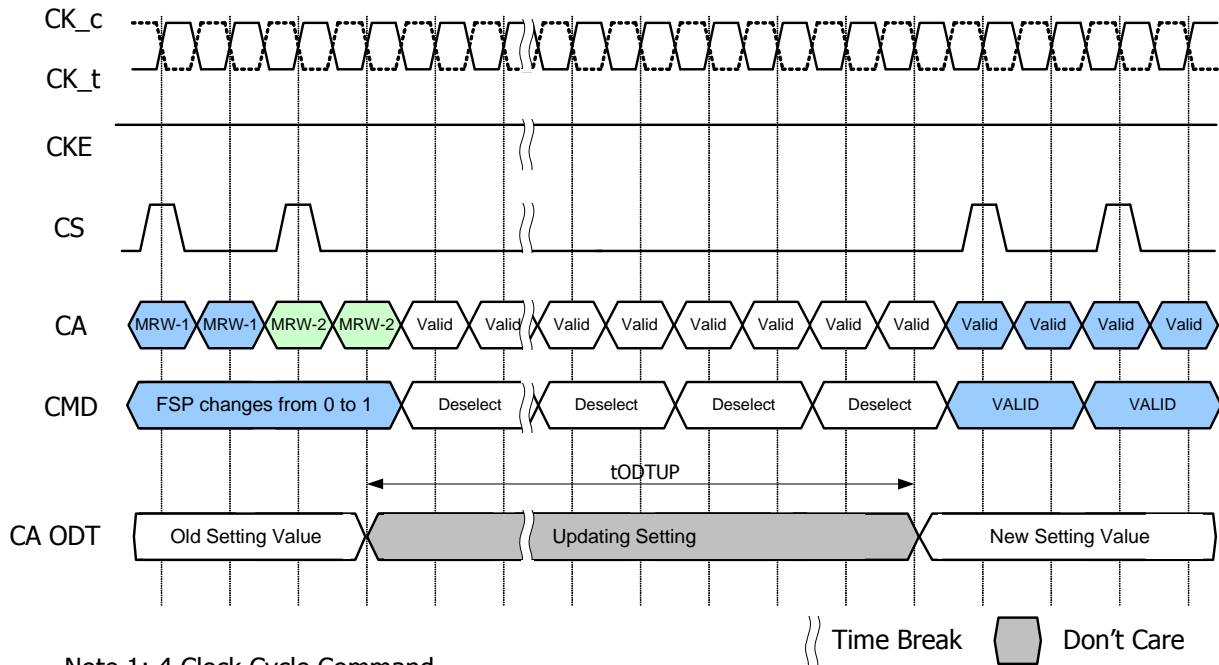 CK_c
CK_t
CKE
CS
CA MRW-1 MRW-1 MRW-2 MRW-2 Valid Valid Valid Valid Valid Valid Valid Valid Valid Valid Valid Valid
CMD FSP changes from 0 to 1 Deselect Deselect Deselect Deselect VALID VALID
tODTUP
CA ODT Old Setting Value Updating Setting New Setting Value
Time Break Don't Care
Note 1: 4 Clock Cycle Command